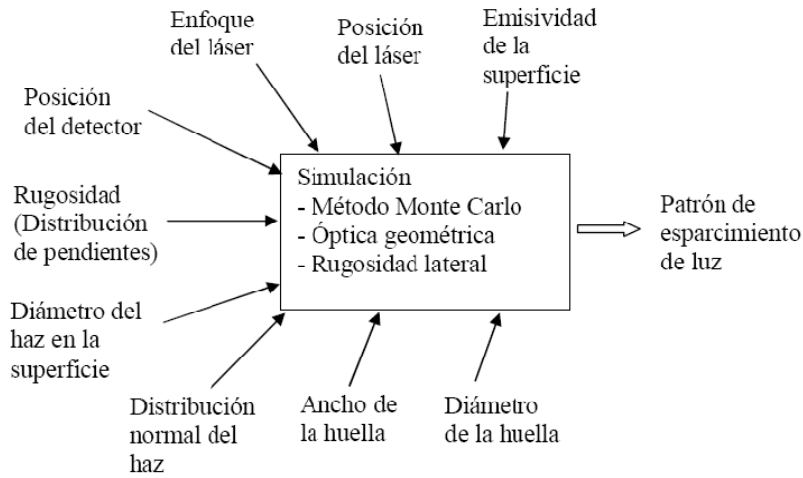 Enfoque
del láser
Posición
del láser
Emisividad
de la
superficie
Posición
del detector
Rugosidad
(Distribución
de pendientes)
Simulación
- Método Monte Carlo
- Óptica geométrica
- Rugosidad lateral
Patrón de
esparcimiento
de luz
Diámetro del
haz en la
superficie
Distribución
normal del
haz
Ancho de
la huella
Diámetro
de la huella